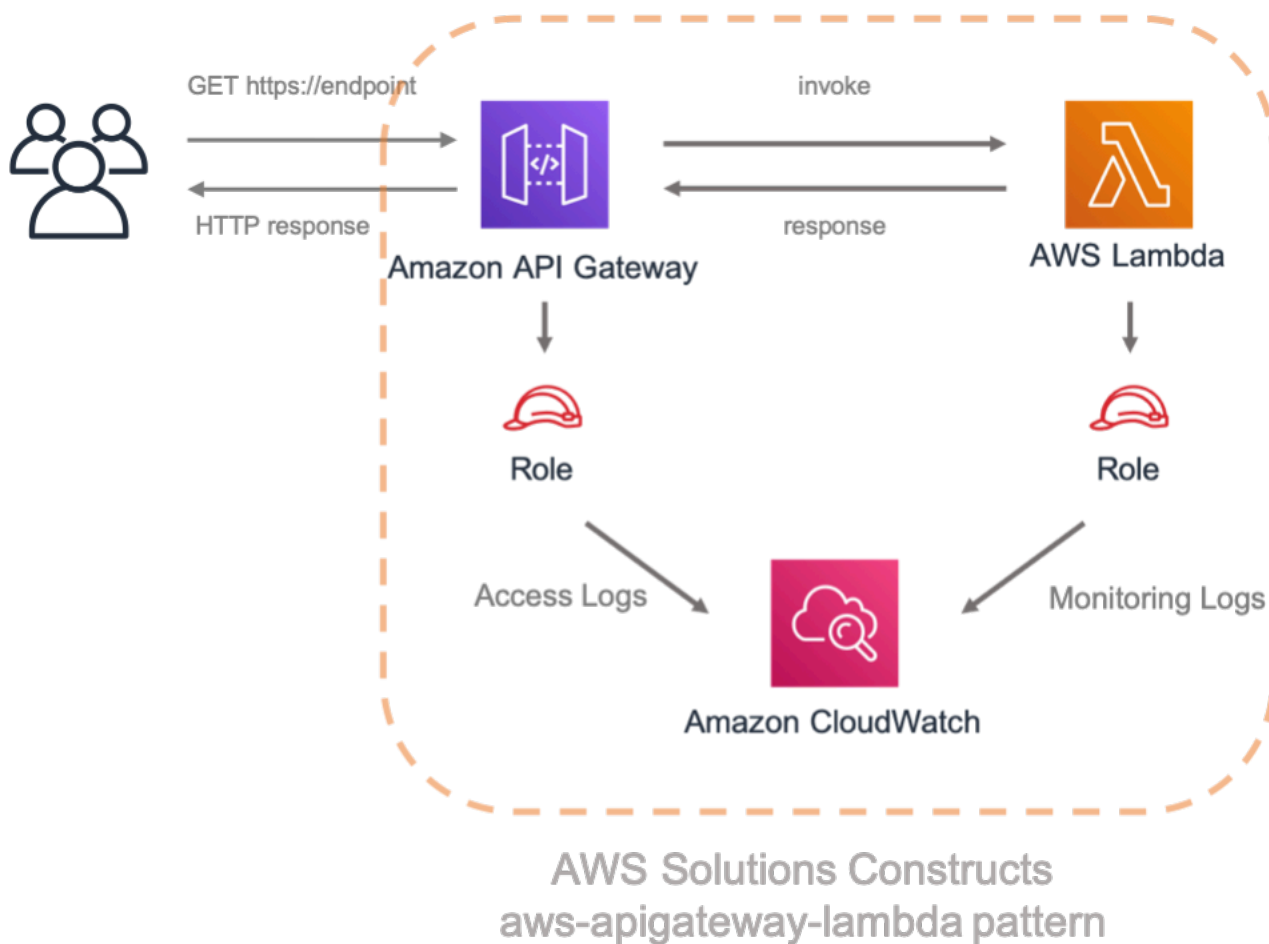 GET https://endpoint
invoke
HTTP response
response
Amazon API Gateway
AWS Lambda
</>
Role
Role
Access Logs
Monitoring Logs
Amazon CloudWatch
AWS Solutions Constructs
aws-apigateway-lambda pattern